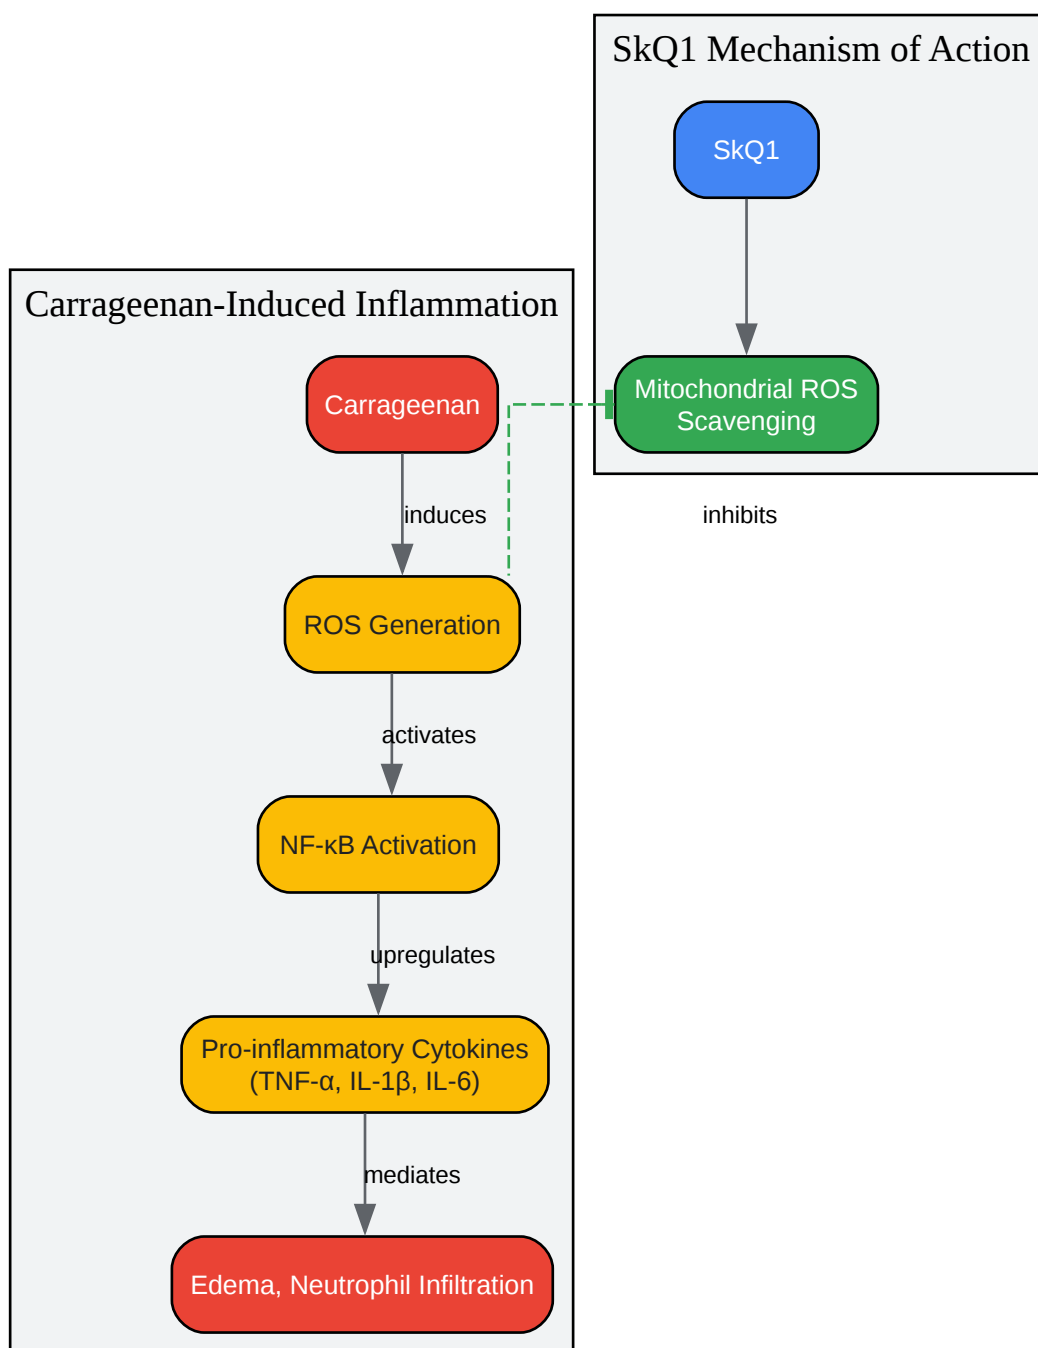 SkQ1 Mechanism of Action
SkQ1
Carrageenan-Induced Inflammation
Carrageenan
Mitochondrial ROS
Scavenging
induces
inhibits
ROS Generation
activates
NF-κB Activation
upregulates
Pro-inflammatory Cytokines
(TNF-α, IL-1β, IL-6)
mediates
Edema, Neutrophil Infiltration